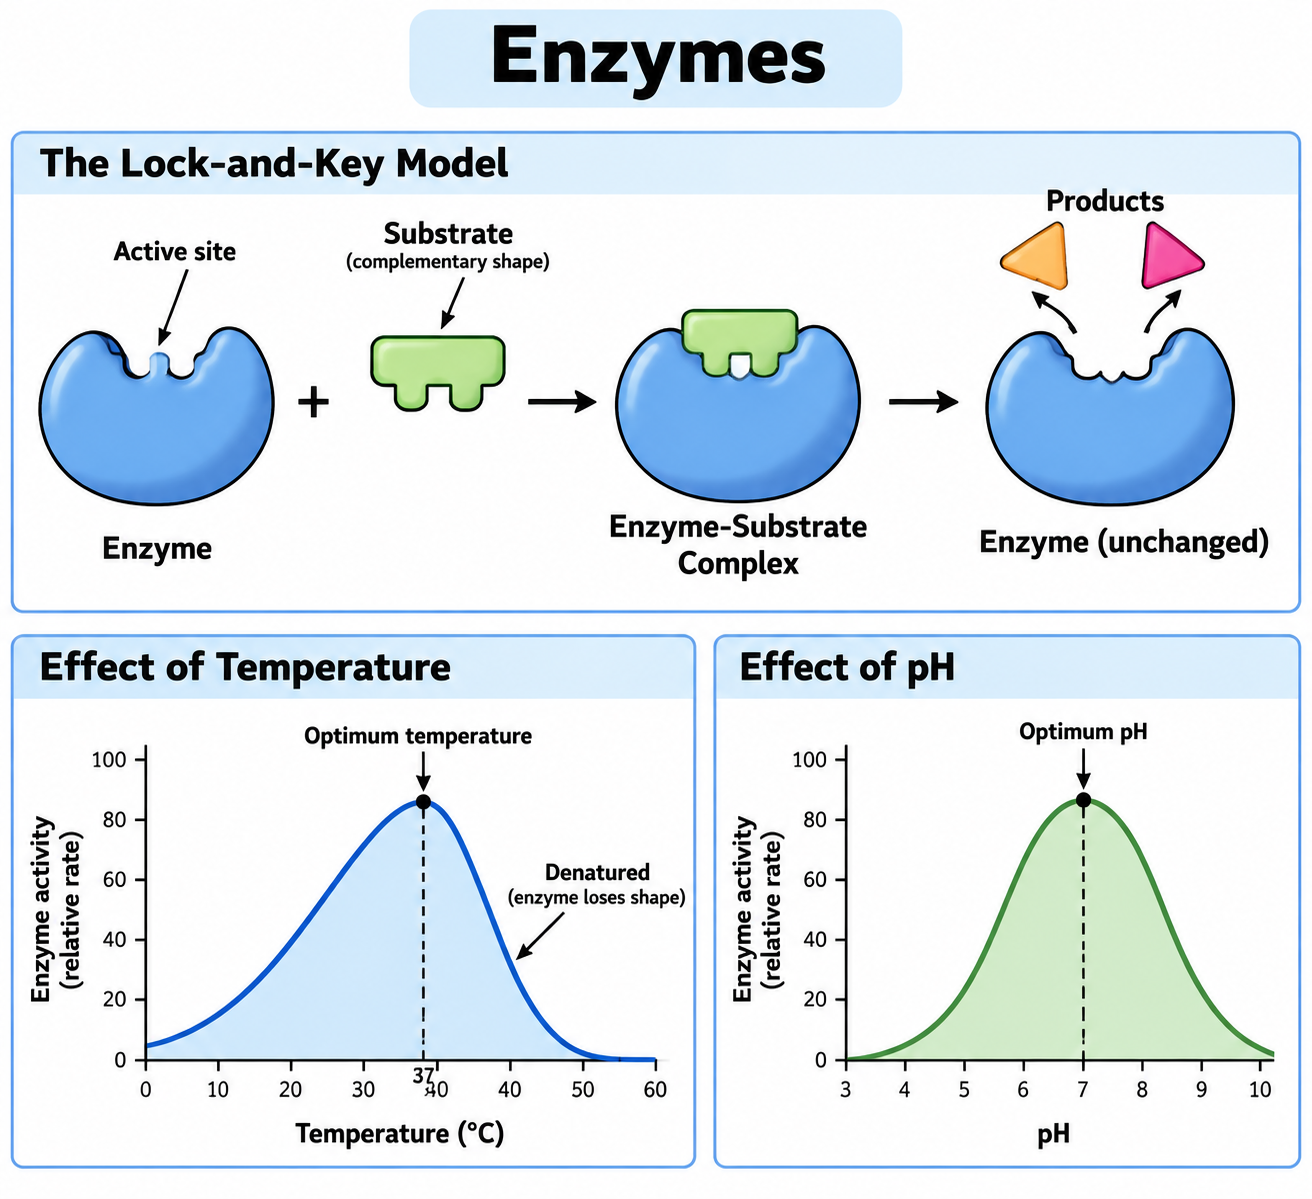 Enzymes
The Lock-and-Key Model
Active site
Substrate
(complementary shape)
Products
+
Enzyme
Enzyme-Substrate
Complex
Enzyme (unchanged)
Effect of Temperature
Optimum temperature
Denatured
(enzyme loses shape)
Enzyme activity
(relative rate)
100
80
60
40
20
0
37
0 10 20 30 40 40 50 60
Temperature (°C)
Effect of pH
Optimum pH
Enzyme activity
(relative rate)
100
80
60
40
20
0
3 4 5 6 7 8 9 10
pH